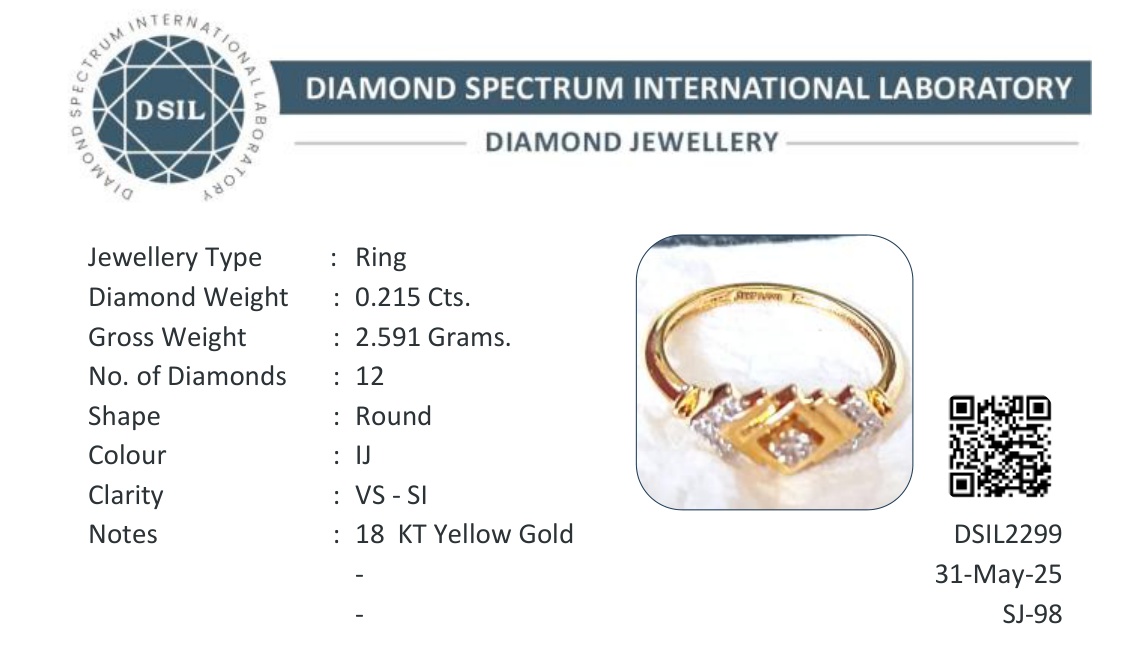 DIAMOND SPECTRUM INTERNATIONAL LABORATORY
DSIL
DIAMOND SPECTRUM INTERNATIONAL LABORATORY
DIAMOND JEWELLERY
Jewellery Type : Ring
Diamond Weight : 0.215 Cts.
Gross Weight : 2.591 Grams.
No. of Diamonds : 12
Shape : Round
Colour : IJ
Clarity : VS - SI
Notes : 18 KT Yellow Gold
-
-
DSIL2299
31-May-25
SJ-98